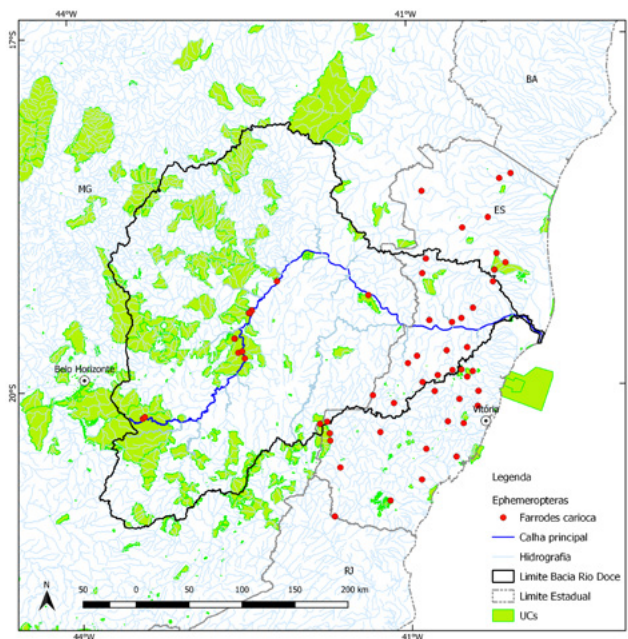 44°W
41°W
17°S
BA
MG
ES
Belo Horizonte
20°S
Vitória
Legenda
Ephemeropteras
Farrodes carioca
Calha principal
Hidrografia
Limite Bacia Rio Doce
Limite Estadual
UCs
RJ
N
50 0 50 100 150 200 km
44°W
41°W